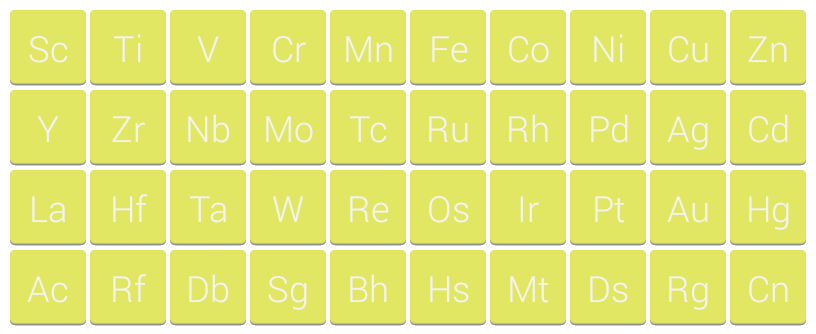 Sc Ti V Cr Mn Fe Co Ni Cu Zn
Y Zr Nb Mo Tc Ru Rh Pd Ag Cd
La Hf Ta W Re Os Ir Pt Au Hg
Ac Rf Db Sg Bh Hs Mt Ds Rg Cn